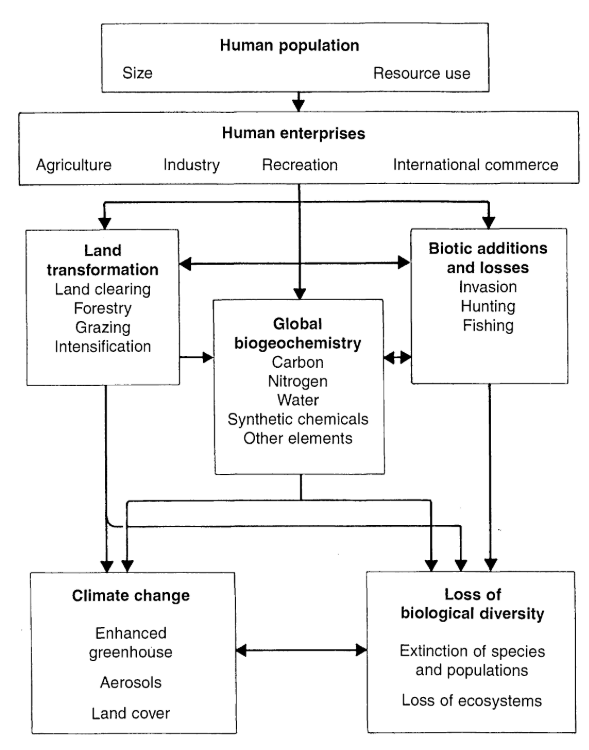 Human population
Size Resource use
Human enterprises
Agriculture Industry Recreation International commerce
Land
transformation
Land clearing
Forestry
Grazing
Intensification
Biotic additions
and losses
Invasion
Hunting
Fishing
Global
biogeochemistry
Carbon
Nitrogen
Water
Synthetic chemicals
Other elements
Climate change
Enhanced
greenhouse
Aerosols
Land cover
Loss of
biological diversity
Extinction of species
and populations
Loss of ecosystems